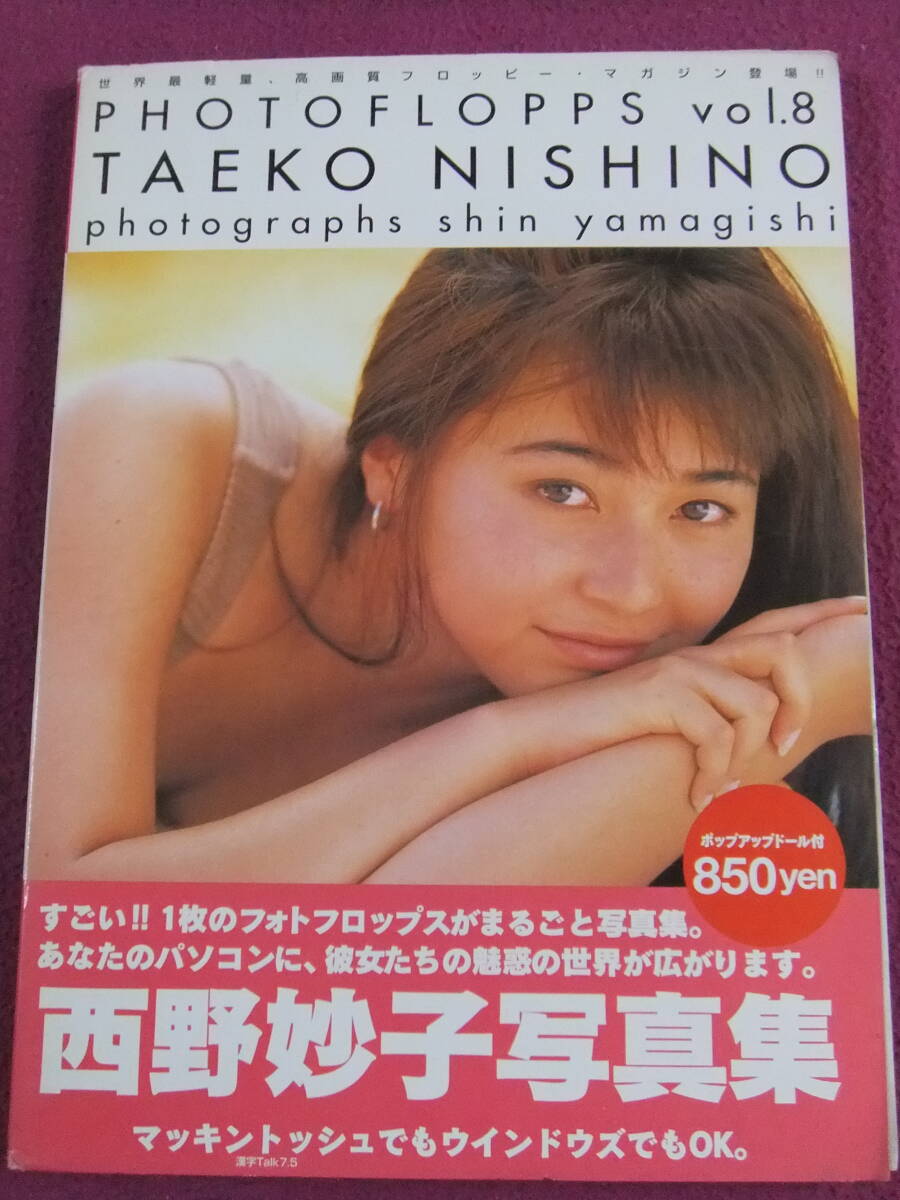 世界最軽量、高画質フロッピー・マガジン登場!!
PHOTOFLOPPS vol.8
TAEKO NISHINO
photographs shin yamagishi
ポップアップドール付
850yen
すごい!! 1枚のフォトフロップスがまるごと写真集。
あなたのパソコンに、彼女たちの魅惑の世界が広がります。
西野妙子写真集
マッキントッシュでもウインドウズでもOK。
漢字Talk7.5